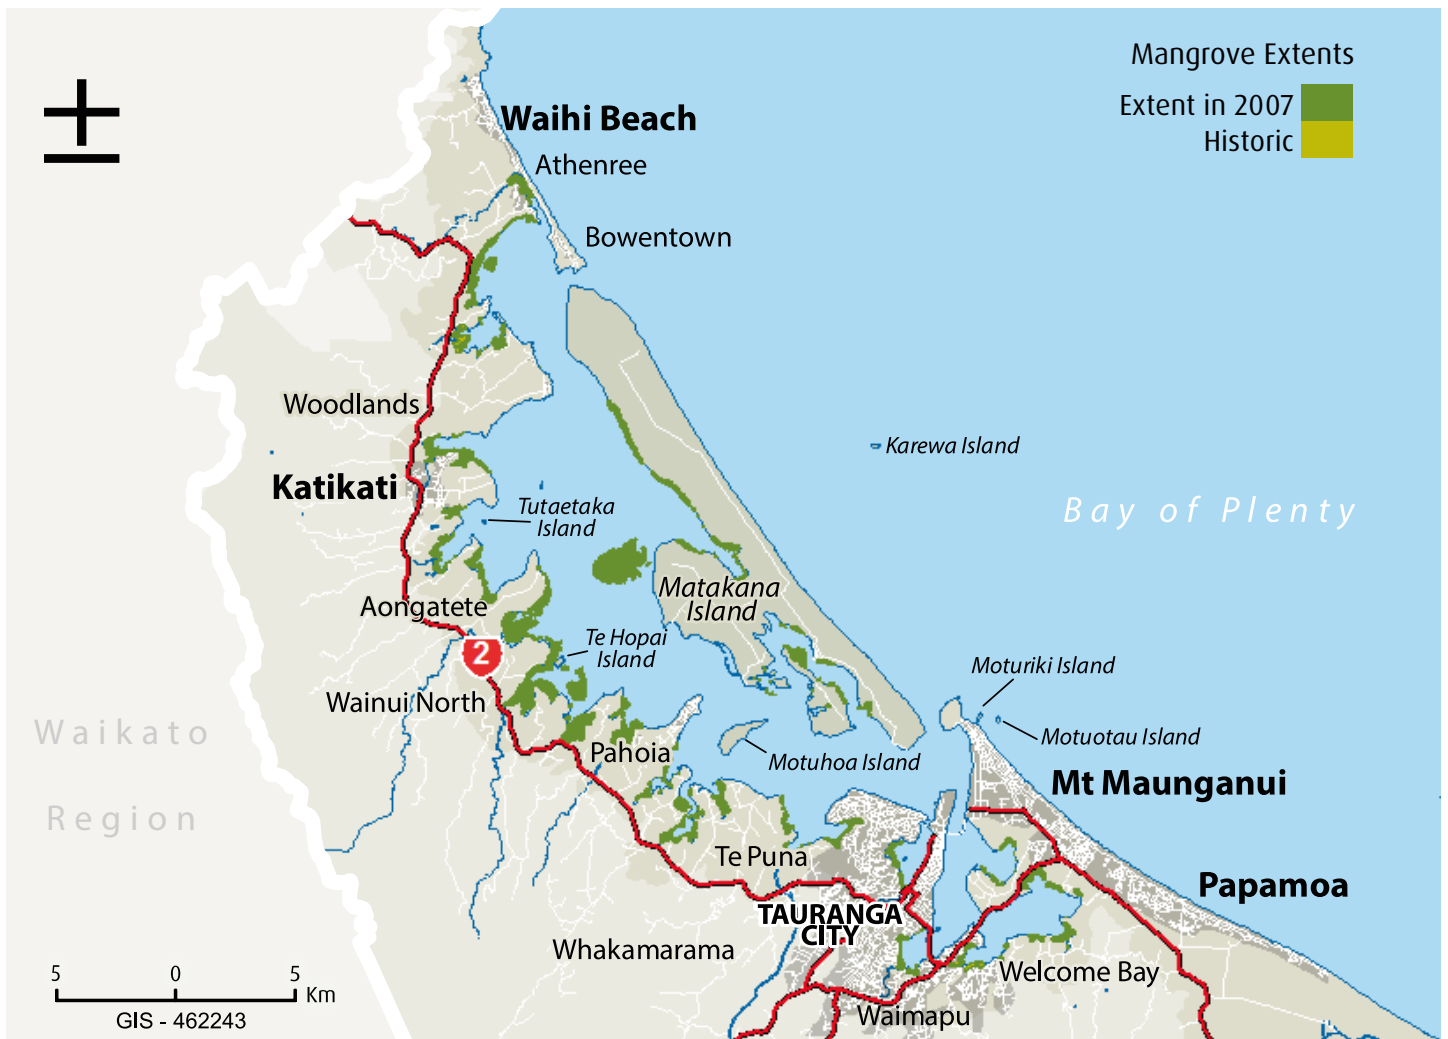 Mangrove Extents
Extent in 2007
Historic
Waihi Beach
Athenree
Bowentown
Woodlands
Karewa Island
Katikati
Tutaetaka
Island
Bay of Plenty
Matakana
Island
Aongatete
Te Hopai
Island
2
Moturiki Island
Wainui North
Waikato
Region
Motuotau Island
Pahoia
Motuhoa Island
Mt Maunganui
Te Puna
Papamoa
TAURANGA
CITY
Whakamarama
Welcome Bay
Waimapu
5 0 5
Km
GIS - 462243